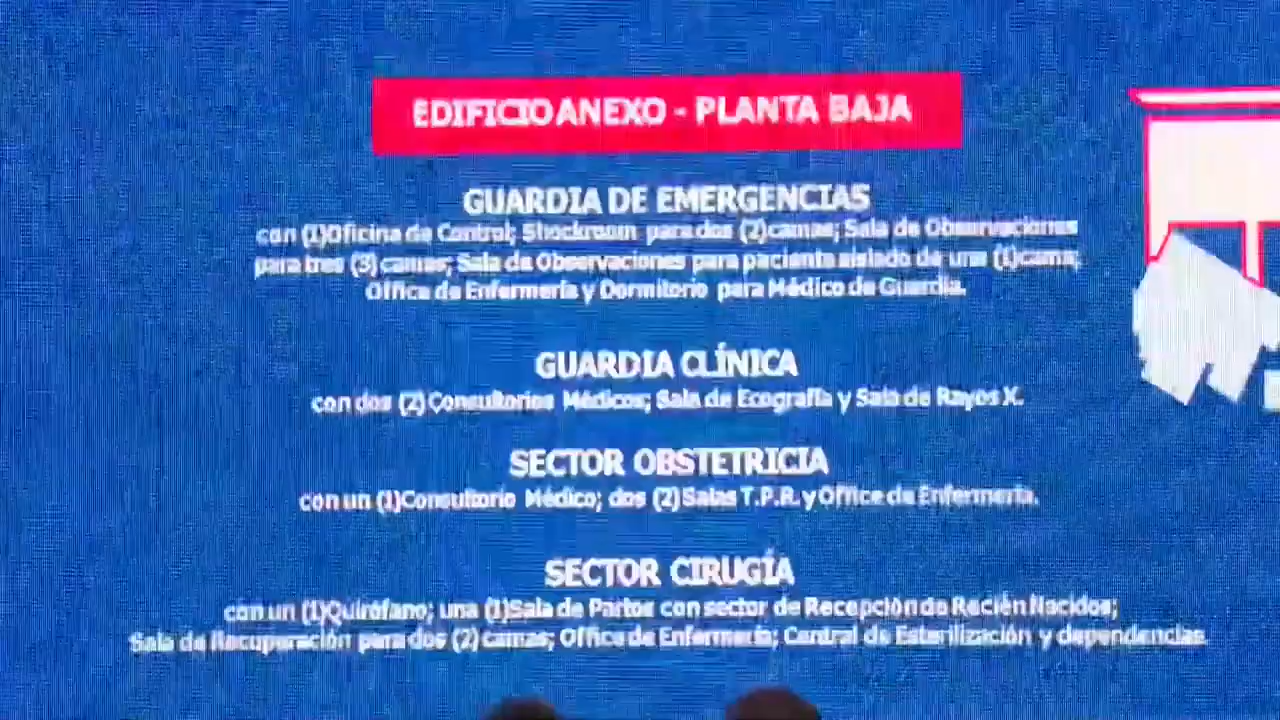 EDIFICIO ANEXO - PLANTA BAJA
GUARDIA DE EMERGENCIAS
con (1)Oficina de Control; Shockroom para dos (2)camas; Sala de Observaciones
para tres (3) camas; Sala de Observaciones para paciente aislado de una (1)cama;
Office de Enfermería y Dormitorio para Médico de Guardia.
GUARDIA CLÍNICA
con dos (2) Consultorios Médicos; Sala de Ecografía y Sala de Rayos X.
SECTOR OBSTETRICIA
con un (1)Consultorio Médico; dos (2)Salas T.P.R. y Office de Enfermería.
SECTOR CIRUGÍA
con un (1)Quirófano; una (1)Sala de Partos con sector de Recepción de Recién Nacidos;
Sala de Recuperación para dos (2) camas; Office de Enfermería; Central de Esterilización y dependencias.